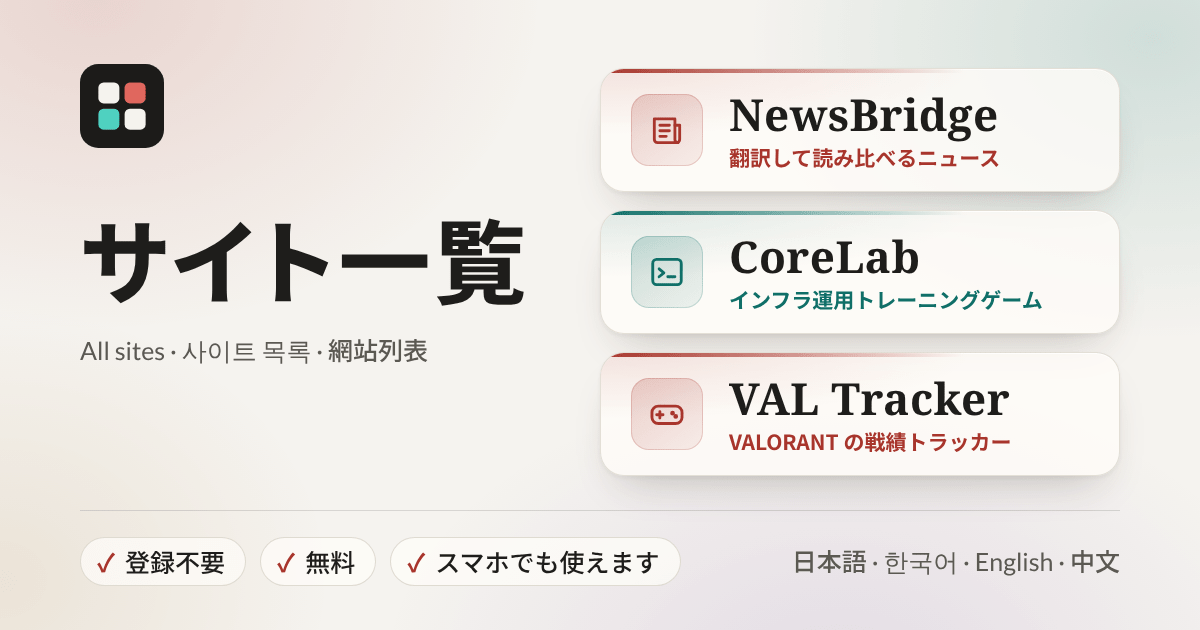 サイト一覧
All sites · 사이트 목록 · 網站列表
NewsBridge
翻訳して読み比べるニュース
CoreLab
インフラ運用トレーニングゲーム
VAL Tracker
VALORANT の戦績トラッカー
✓ 登録不要
✓ 無料
✓ スマホでも使えます
日本語 · 한국어 · English · 中文